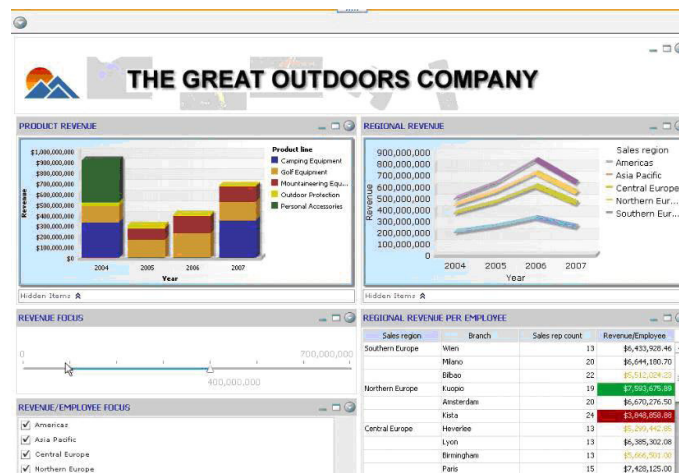 THE GREAT OUTDOORS COMPANY
PRODUCT REVENUE
$1,000,000,000
$900,000,000
$800,000,000
$700,000,000
$600,000,000
$500,000,000
$400,000,000
$300,000,000
$200,000,000
$100,000,000
$0
Revenue
2004 2005 2006 2007
Year
Product line
Camping Equipment
Golf Equipment
Mountaineering Equ...
Outdoor Protection
Personal Accessories
Hidden Items
REGIONAL REVENUE
900,000,000
800,000,000
700,000,000
600,000,000
500,000,000
400,000,000
300,000,000
200,000,000
100,000,000
0
Revenue
2004 2005 2006 2007
Year
Sales region
Americas
Asia Pacific
Central Europe
Northern Eur...
Southern Eur...
Hidden Items
REVENUE FOCUS
0 700,000,000
400,000,000
REVENUE/EMPLOYEE FOCUS
Americas
Asia Pacific
Central Europe
Northern Europe
REGIONAL REVENUE PER EMPLOYEE
Sales region Branch Sales rep count Revenue/Employee
Southern Europe Wien 13 $6,433,928.46
Milano 20 $6,644,180.70
Bilbao 22 $5,512,024.23
Northern Europe Kuopio 19 $7,593,675.89
Amsterdam 20 $6,670,276.50
Kista 24 $3,848,858.88
Central Europe Heverlee 13 $5,299,442.85
Lyon 13 $6,385,302.08
Birmingham 13 $5,666,501.00
Paris 15 $7,428,125.00